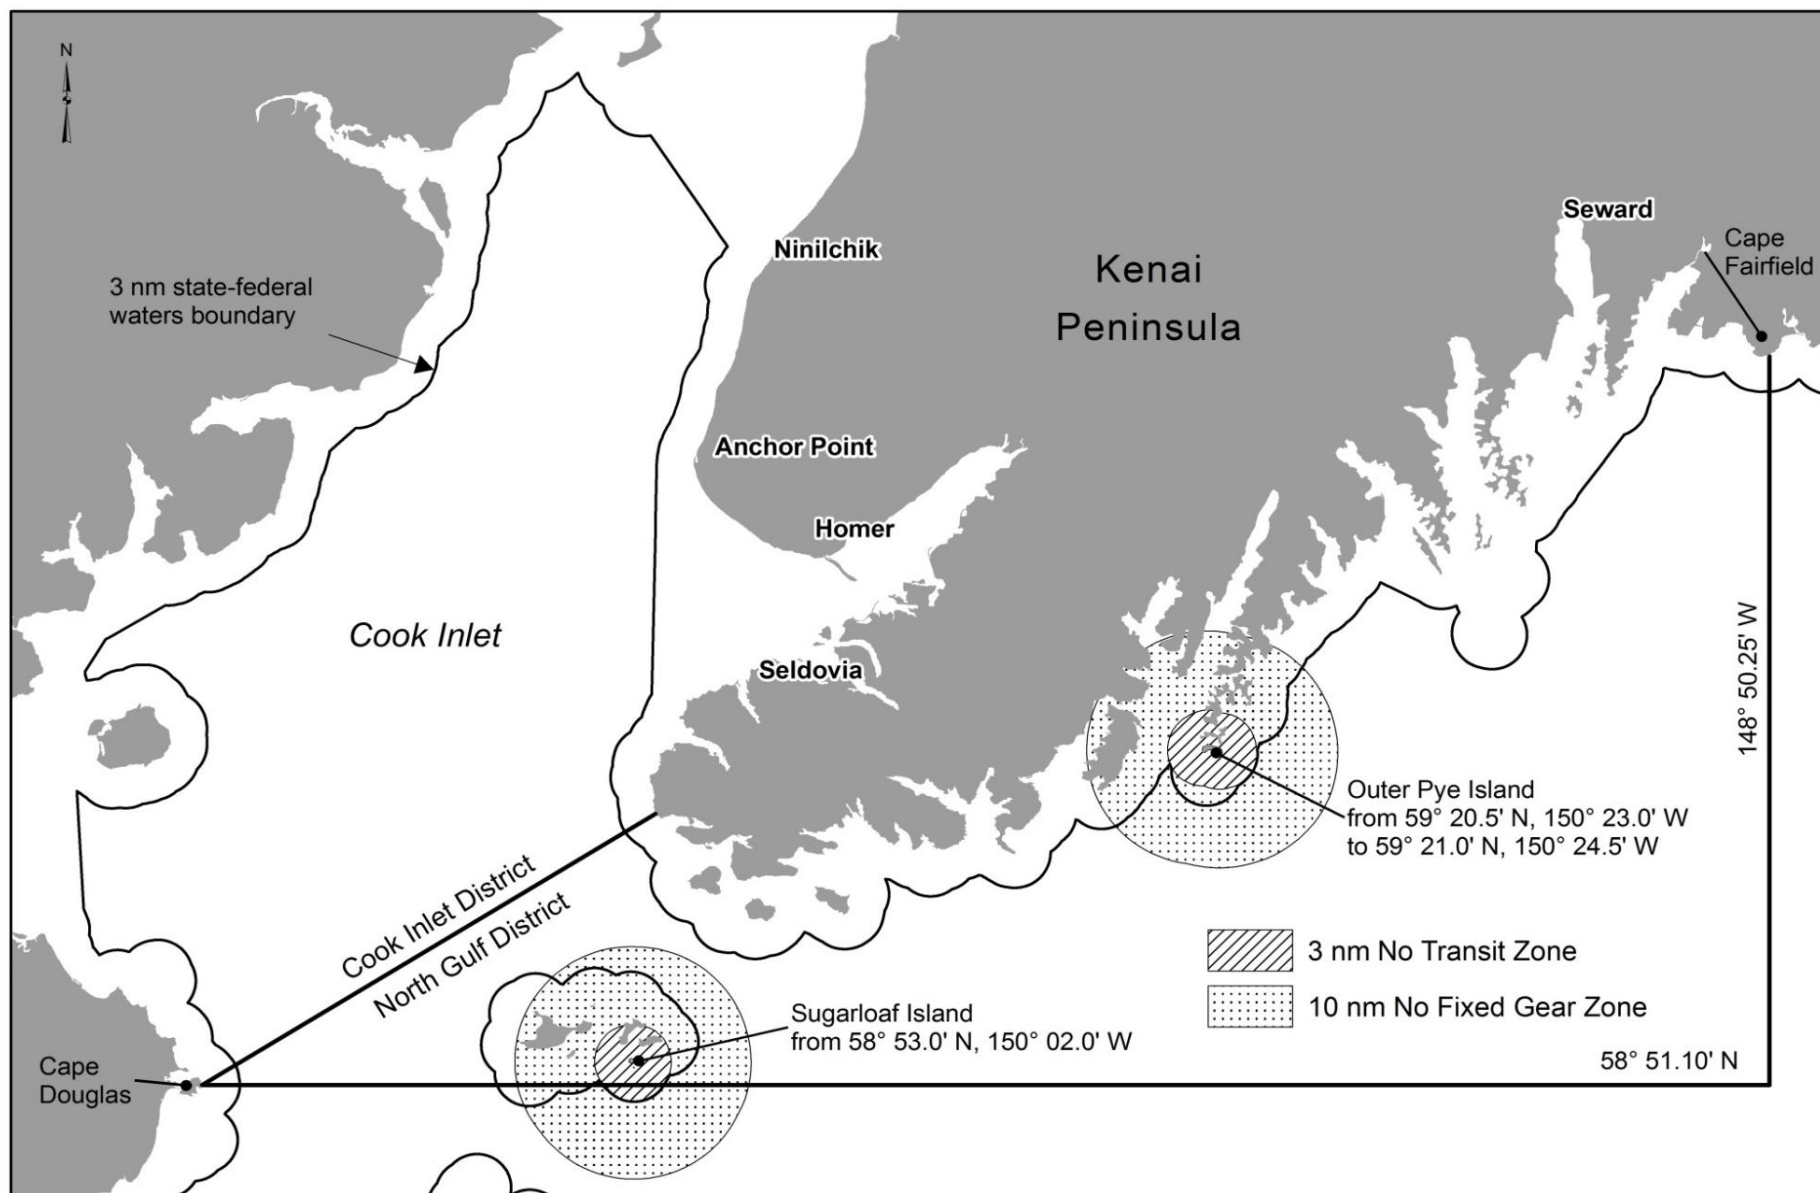 N
Seward
Cape
Fairfield
Ninilchik
Kenai
Peninsula
3 nm state-federal
waters boundary
Anchor Point
Homer
Cook Inlet
Seldovia
148° 50.25' W
Outer Pye Island
from 59° 20.5' N, 150° 23.0' W
to 59° 21.0' N, 150° 24.5' W
Cook Inlet District
North Gulf District
3 nm No Transit Zone
10 nm No Fixed Gear Zone
Sugarloaf Island
from 58° 53.0' N, 150° 02.0' W
58° 51.10' N
Cape
Douglas